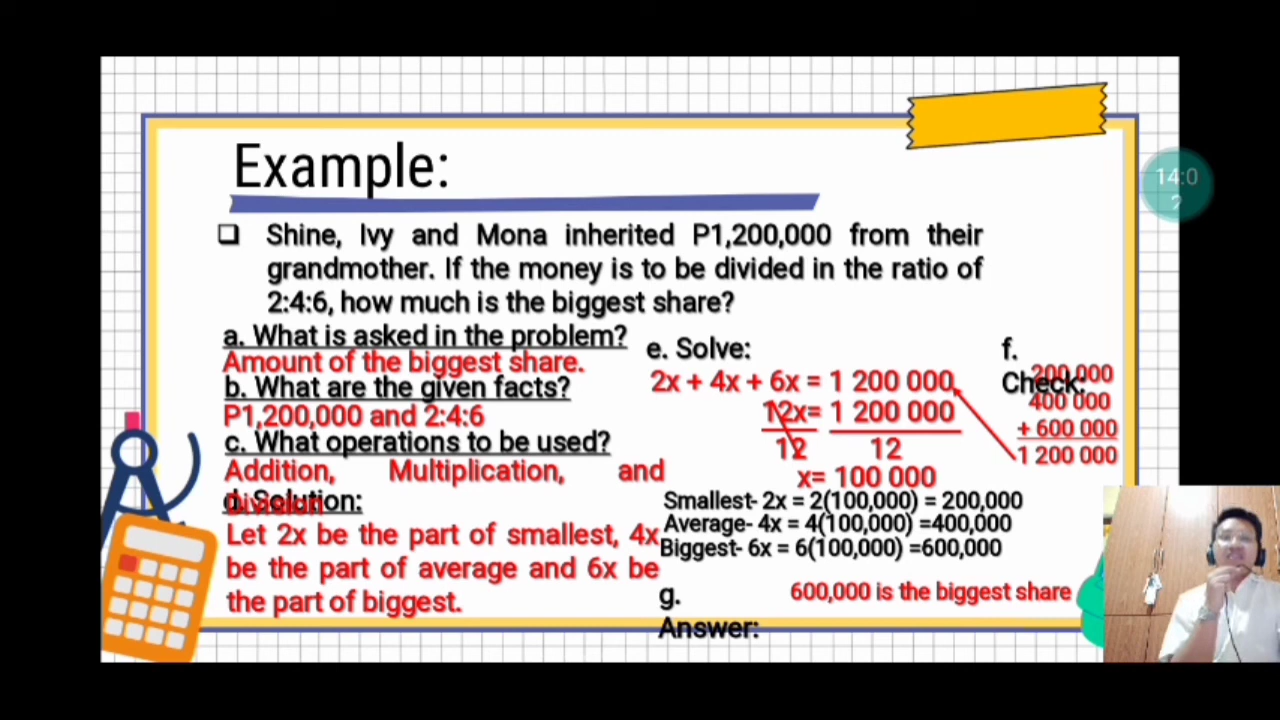 Example:
Shine, Ivy and Mona inherited P1,200,000 from their
grandmother. If the money is to be divided in the ratio of
2:4:6, how much is the biggest share?
a. What is asked in the problem?
Amount of the biggest share.
b. What are the given facts?
P1,200,000 and 2:4:6
c. What operations to be used?
Addition, Multiplication, and
Division
d. Solution:
Let 2x be the part of smallest, 4x
be the part of average and 6x be
the part of biggest.
e. Solve:
2x + 4x + 6x = 1 200 000
12x= 1 200 000
12 12
x= 100 000
Smallest- 2x = 2(100,000) = 200,000
Average- 4x = 4(100,000) =400,000
Biggest- 6x = 6(100,000) =600,000
f.
Check:
200 000
400 000
+ 600 000
1 200 000
g.
Answer:
600,000 is the biggest share
14:0
2